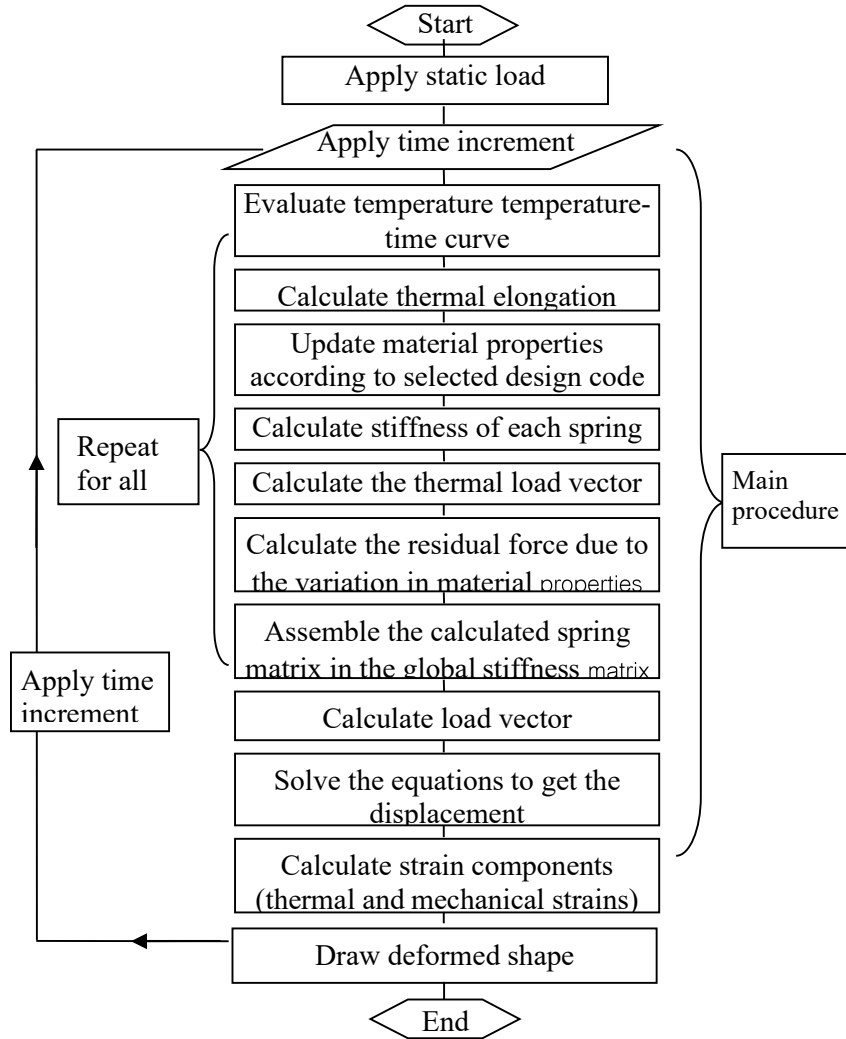 Start
Apply static load
Apply time increment
Evaluate temperature temperature-
time curve
Calculate thermal elongation
Update material properties
according to selected design code
Repeat
for all
Calculate stiffness of each spring
Calculate the thermal load vector
Main
procedure
Calculate the residual force due to
the variation in material properties
Assemble the calculated spring
matrix in the global stiffness matrix
Apply time
increment
Calculate load vector
Solve the equations to get the
displacement
Calculate strain components
(thermal and mechanical strains)
Draw deformed shape
End